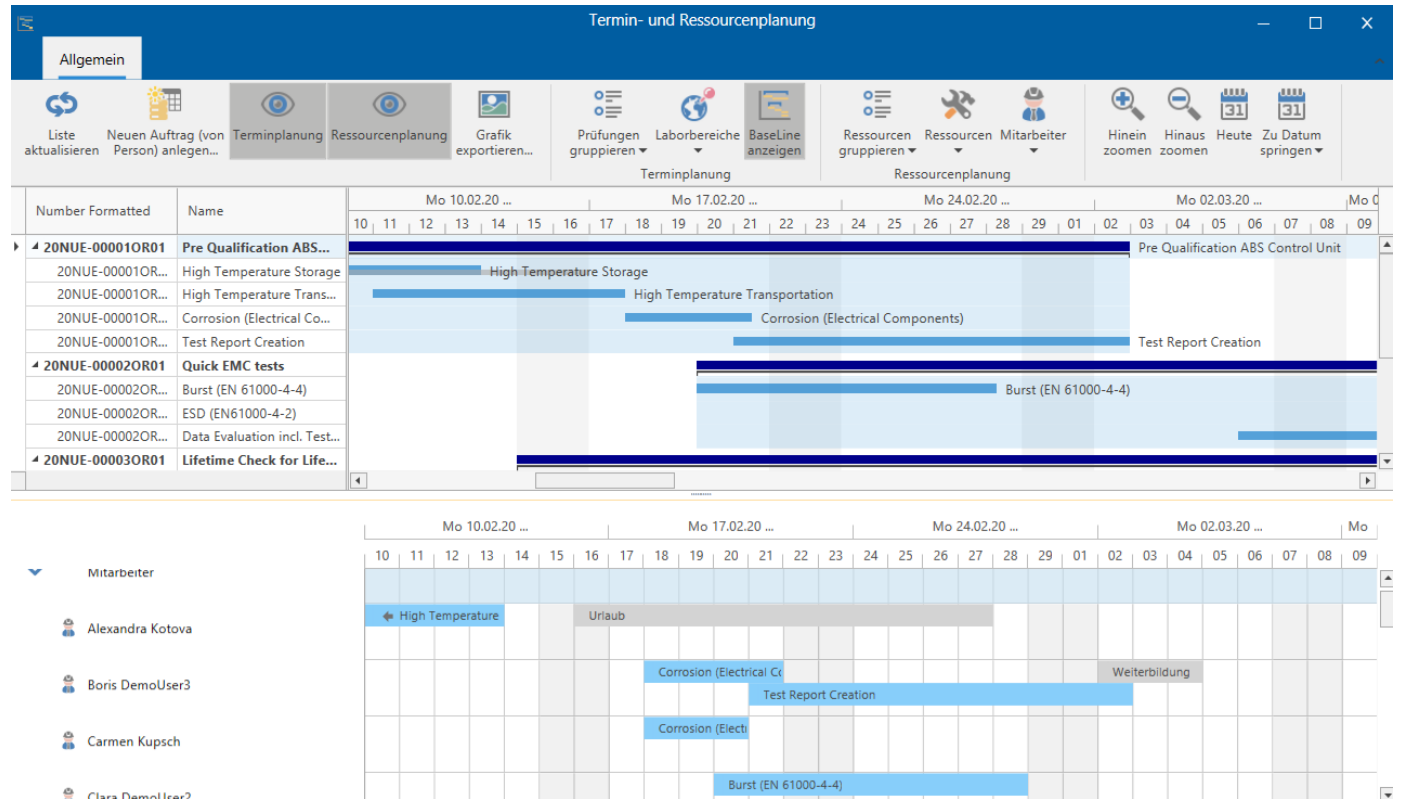 Termin- und Ressourcenplanung
Allgemein
Liste aktualisieren
Neuen Auftrag (von Person) anlegen...
Terminplanung
Ressourcenplanung
Grafik exportieren...
Prüfungen gruppieren
Laborbereiche
BaseLine anzeigen
Ressourcen gruppieren
Ressourcen
Mitarbeiter
Hinein zoomen
Hinaus zoomen
Heute
31
Zu Datum springen
31
Terminplanung
Ressourcenplanung
Number Formatted Name
Mo 10.02.20 ... Mo 17.02.20 ... Mo 24.02.20 ... Mo 02.03.20 ... Mo
10 11 12 13 14 15 16 17 18 19 20 21 22 23 24 25 26 27 28 29 01 02 03 04 05 06 07 08 09
20NUE-00001OR01 Pre Qualification ABS... Pre Qualification ABS Control Unit
20NUE-00001OR... High Temperature Storage High Temperature Storage
20NUE-00001OR... High Temperature Trans... High Temperature Transportation
20NUE-00001OR... Corrosion (Electrical Co... Corrosion (Electrical Components)
20NUE-00001OR... Test Report Creation Test Report Creation
20NUE-00002OR01 Quick EMC tests
20NUE-00002OR... Burst (EN 61000-4-4) Burst (EN 61000-4-4)
20NUE-00002OR... ESD (EN61000-4-2)
20NUE-00002OR... Data Evaluation incl. Test...
20NUE-00003OR01 Lifetime Check for Life...
Mo 10.02.20 ... Mo 17.02.20 ... Mo 24.02.20 ... Mo 02.03.20 ... Mo
10 11 12 13 14 15 16 17 18 19 20 21 22 23 24 25 26 27 28 29 01 02 03 04 05 06 07 08 09
Mitarbeiter
High Temperature Urlaub
Alexandra Kotova
Corrosion (Electrical Co Weiterbildung
Boris DemoUser3
Test Report Creation
Corrosion (Electi
Carmen Kupsch
Burst (EN 61000-4-4)
Clara DemoUser2